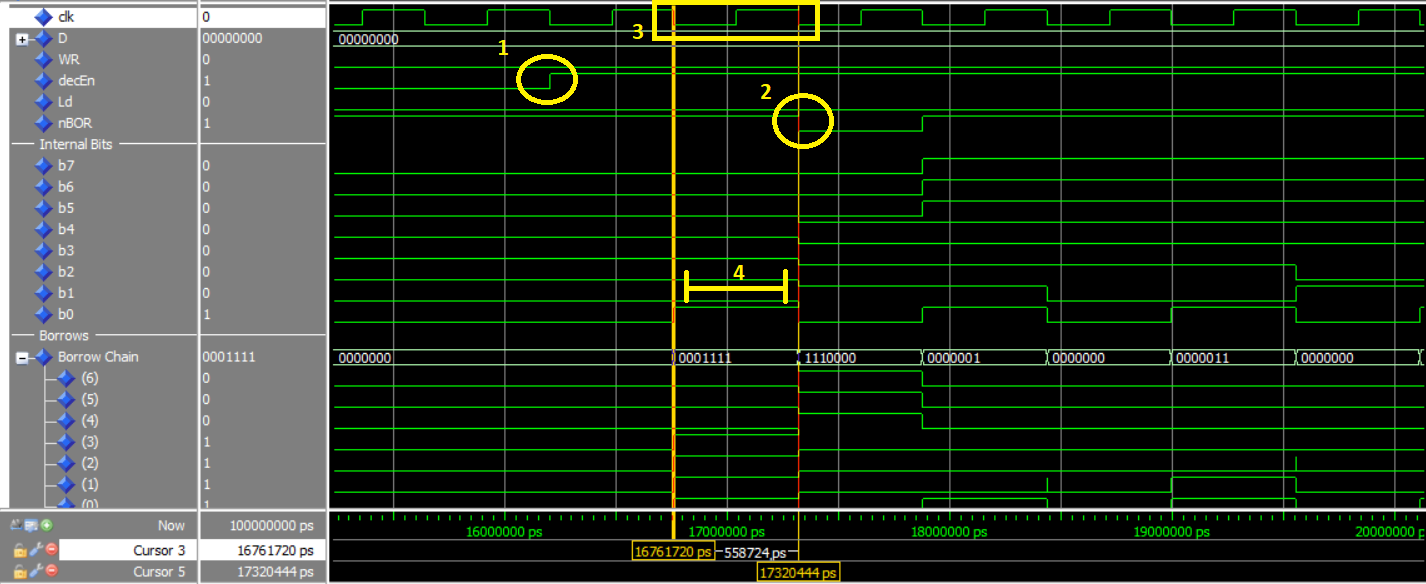 clk 0
3
D 00000000 00000000
1
WR 0
decEn 1
2
Ld 0
nBOR 1
Internal Bits
b7 0
b6 0
b5 0
b4 0
b3 0
b2 0
4
b1 0
b0 1
Borrows
Borrow Chain 0001111 0000000 0001111 1110000 0000001 0000000 0000011 0000000
(6) 0
(5) 0
(4) 0
(3) 1
(2) 1
(1) 1
(0) 1
Now 100000000 ps 16000000 ps 17000000 ps 18000000 ps 19000000 ps 20000000 p
Cursor 3 16761720 ps 16761720 ps 558724 ps
Cursor 5 17320444 ps 17320444 ps